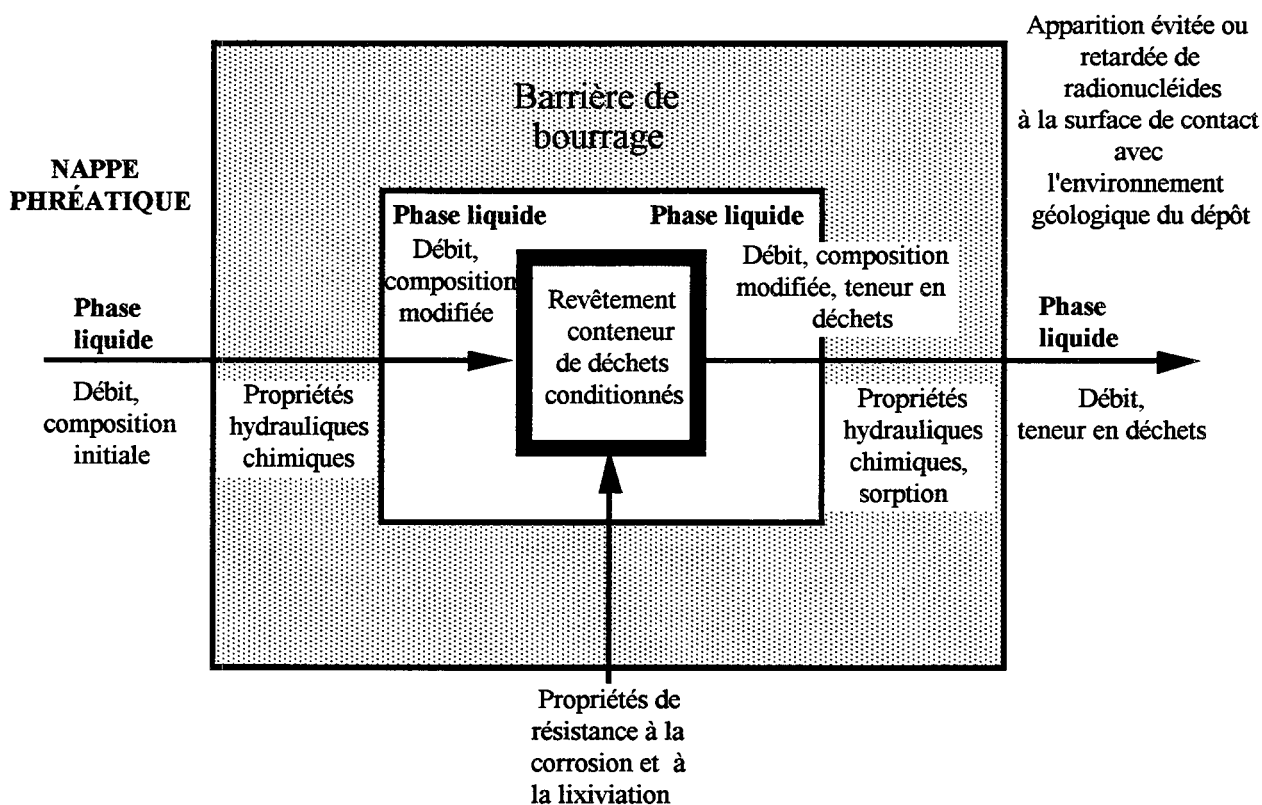 Apparition évitée ou
retardée de
radionucléides
à la surface de contact
avec
l'environnement
géologique du dépôt
Barrière de
bourrage
NAPPE
PHRÉATIQUE
Phase liquide
Débit,
composition
modifiée
Phase liquide
Débit, composition
modifiée, teneur en
déchets
Revêtement
conteneur
de déchets
conditionnés
Phase
liquide
Débit,
composition
initiale
Propriétés
hydrauliques
chimiques
Propriétés
hydrauliques
chimiques,
sorption
Phase
liquide
Débit,
teneur en déchets
Propriétés de
résistance à la
corrosion et à
la lixiviation